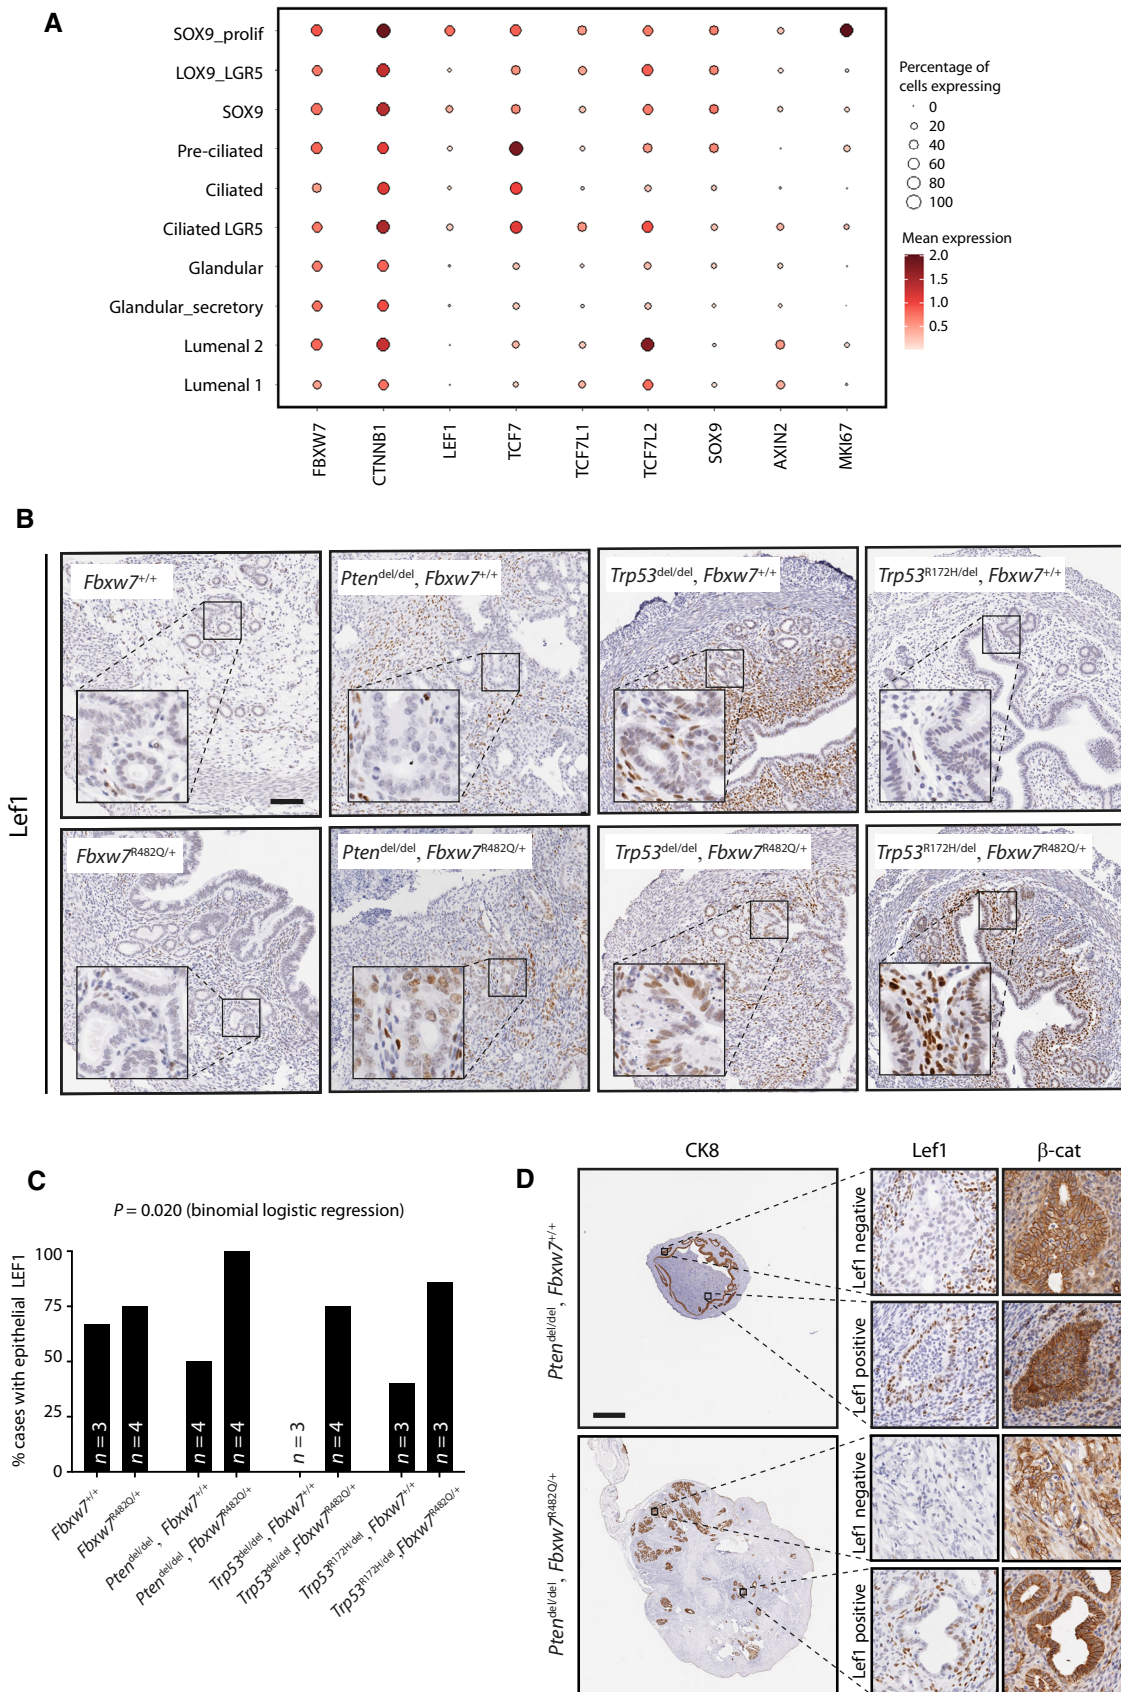 A
SOX9_prolif
LOX9_LGR5
SOX9
Pre-ciliated
Ciliated
Ciliated LGR5
Glandular
Glandular_secretory
Lumenal 2
Lumenal 1
FBXW7
CTNNB1
LEF1
TCF7
TCF7L1
TCF7L2
SOX9
AXIN2
MKI67
Percentage of
cells expressing
0
20
40
60
80
100
Mean expression
2.0
1.5
1.0
0.5
B
Lef1
Fbxw7+/+
Ptendel/del, Fbxw7+/+
Trp53del/del, Fbxw7+/+
Trp53R172H/del, Fbxw7+/+
Fbxw7R482Q/+
Ptendel/del, Fbxw7R482Q/+
Trp53del/del, Fbxw7R482Q/+
Trp53R172H/del, Fbxw7R482Q/+
C
P = 0.020 (binomial logistic regression)
% cases with epithelial LEF1
100
75
50
25
0
n = 3
n = 4
n = 4
n = 4
n = 3
n = 4
n = 3
n = 3
Fbxw7+/+
Fbxw7R482Q/+
Ptendel/del, Fbxw7+/+
Ptendel/del, Fbxw7R482Q/+
Trp53del/del, Fbxw7+/+
Trp53del/del,Fbxw7R482Q/+
Trp53R172H/del, Fbxw7+/+
Trp53R172H/del,Fbxw7R482Q/+
D
CK8
Lef1
β-cat
Ptendel/del, Fbxw7+/+
Lef1 negative
Lef1 positive
Ptendel/del, Fbxw7R482Q/+
Lef1 negative
Lef1 positive